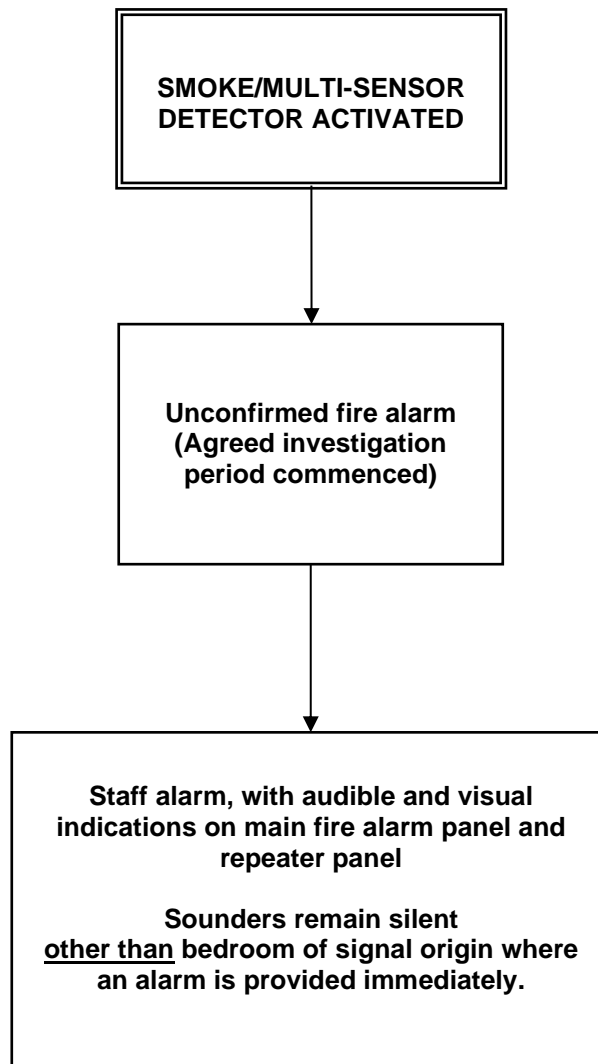 SMOKE/MULTI-SENSOR
DETECTOR ACTIVATED
Unconfirmed fire alarm
(Agreed investigation
period commenced)
Staff alarm, with audible and visual
indications on main fire alarm panel and
repeater panel
Sounders remain silent
other than bedroom of signal origin where
an alarm is provided immediately.